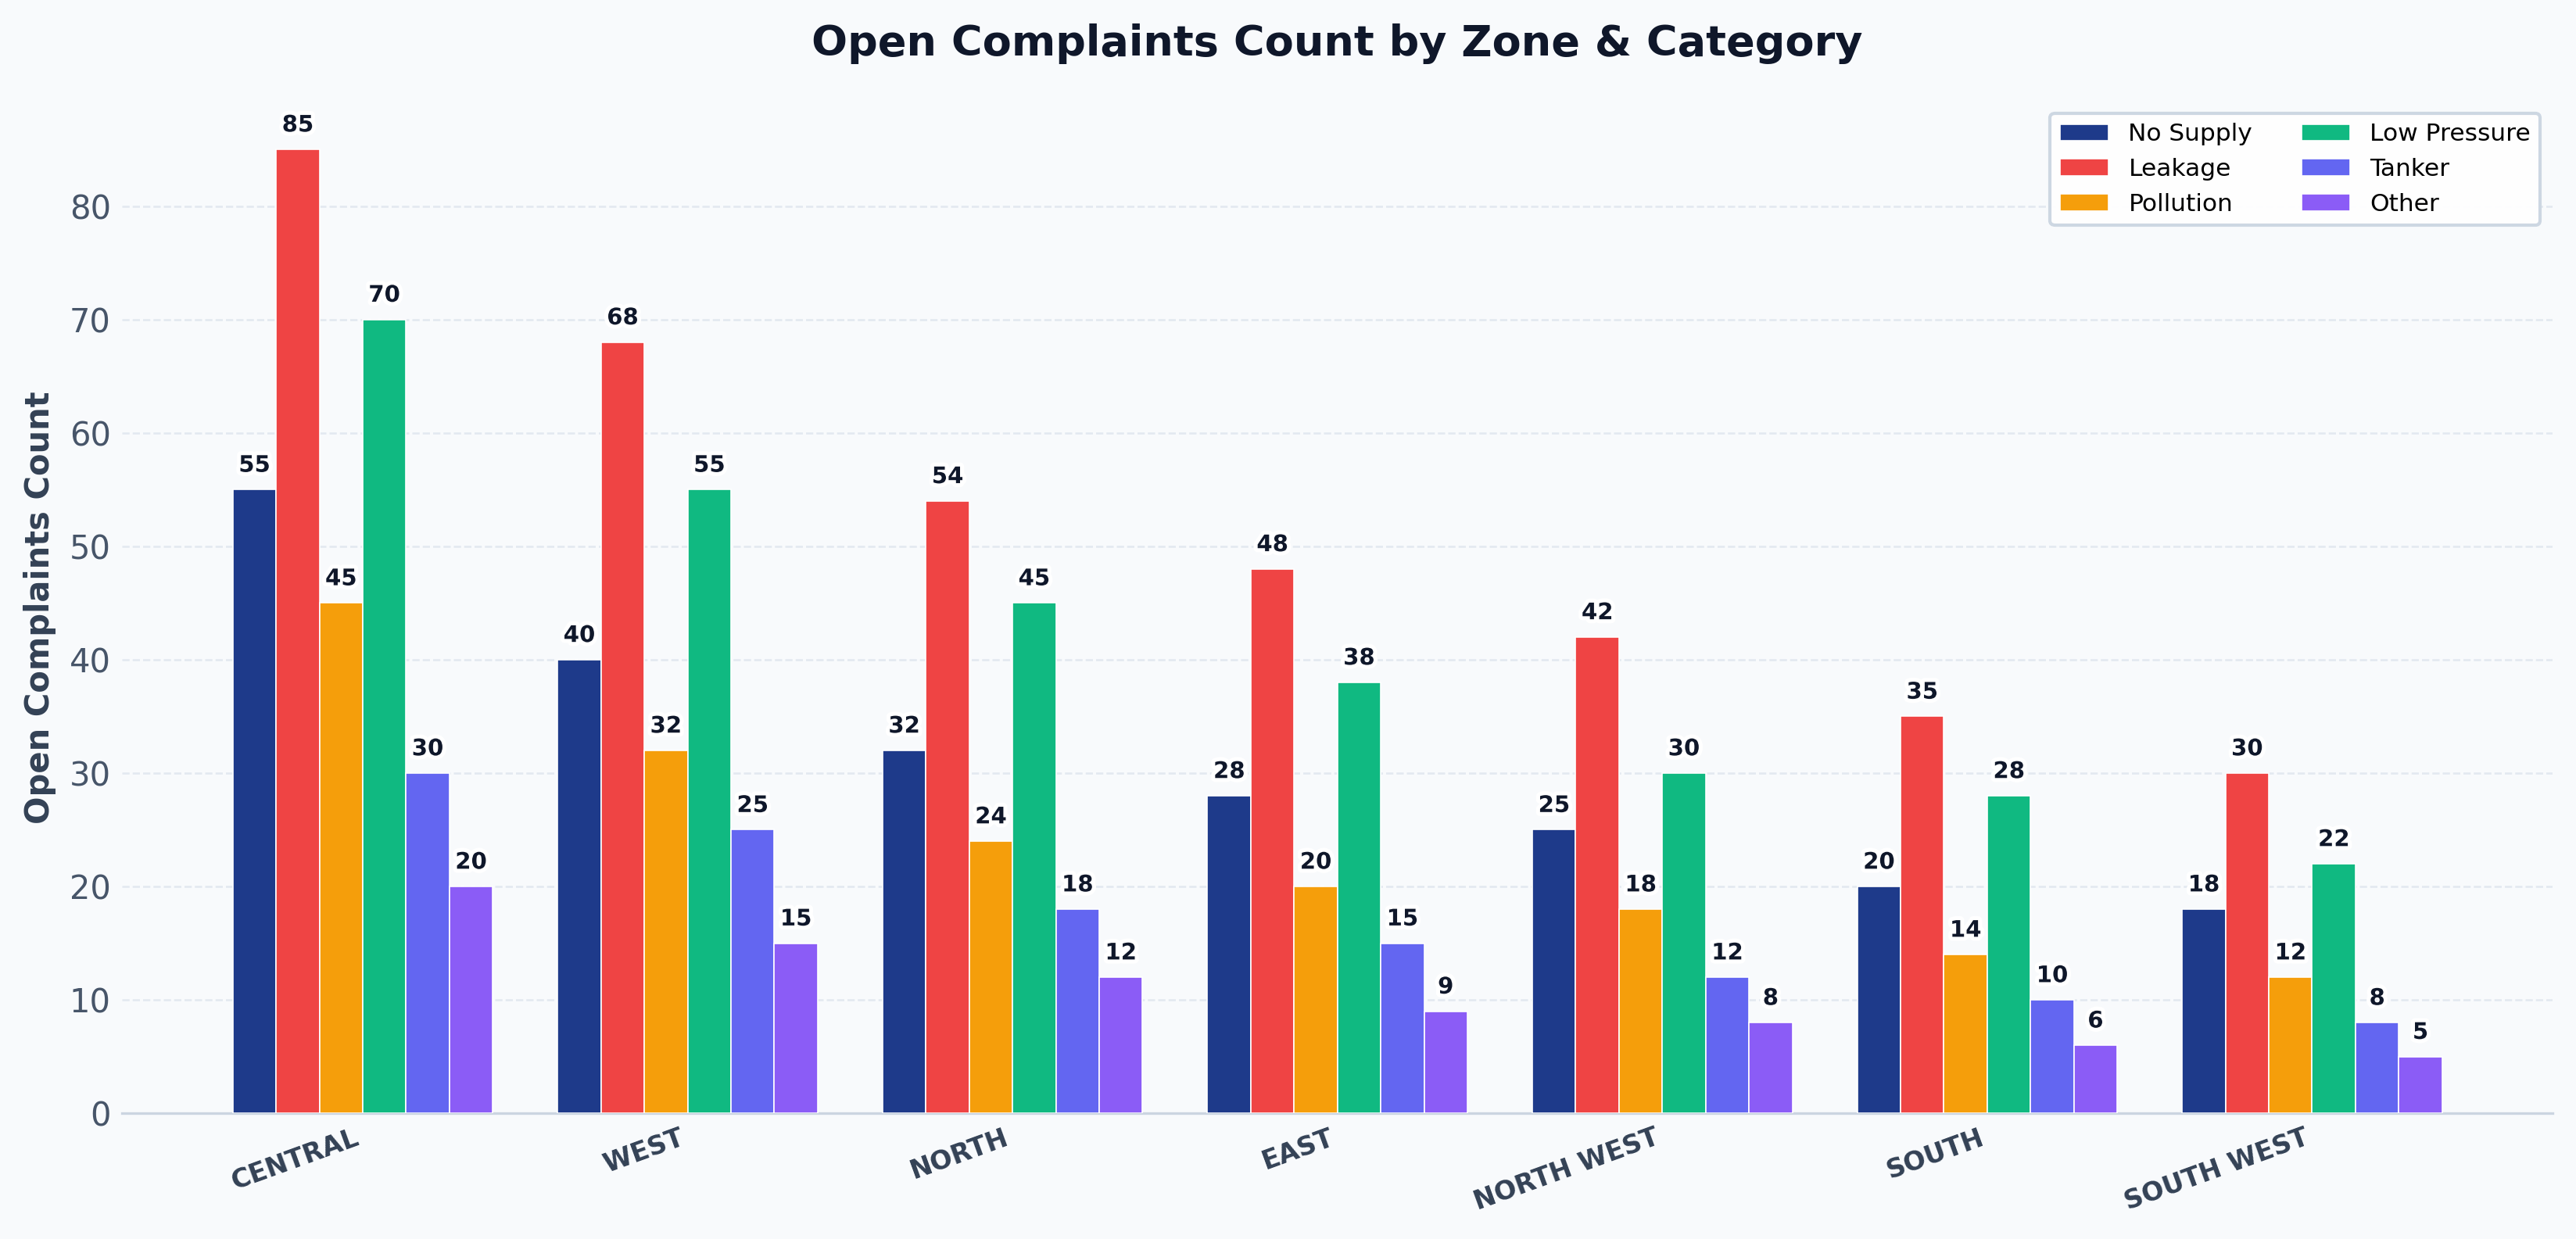 Open Complaints Count by Zone & Category
No Supply
Leakage
Pollution
Low Pressure
Tanker
Other
Open Complaints Count
80
70
60
50
40
30
20
10
0
55 85 45 70 30 20
40 68 32 55 25 15
32 54 24 45 18 12
28 48 20 38 15 9
25 42 18 30 12 8
20 35 14 28 10 6
18 30 12 22 8 5
CENTRAL
WEST
NORTH
EAST
NORTH WEST
SOUTH
SOUTH WEST